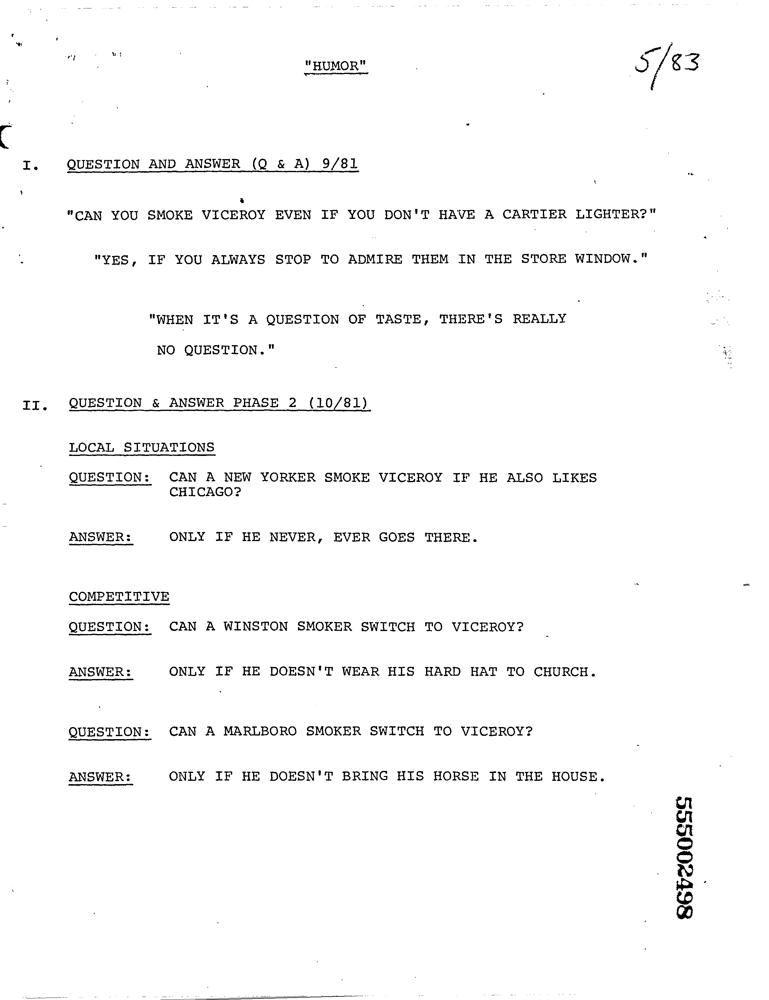 "HUMOR"
5/83
I. QUESTION AND ANSWER (Q & A) 9/81
"CAN YOU SMOKE VICEROY EVEN IF YOU DON'T HAVE A CARTIER LIGHTER?"
"YES, IF YOU ALWAYS STOP TO ADMIRE THEM IN THE STORE WINDOW."
"WHEN IT'S A QUESTION OF TASTE, THERE'S REALLY
NO QUESTION."
II. QUESTION & ANSWER PHASE 2 (10/81)
LOCAL SITUATIONS
QUESTION: CAN A NEW YORKER SMOKE VICEROY IF HE ALSO LIKES
CHICAGO?
ANSWER: ONLY IF HE NEVER, EVER GOES THERE.
COMPETITIVE
QUESTION: CAN A WINSTON SMOKER SWITCH TO VICEROY?
ANSWER: ONLY IF HE DOESN'T WEAR HIS HARD HAT TO CHURCH.
QUESTION: CAN A MARLBORO SMOKER SWITCH TO VICEROY?
ANSWER: ONLY IF HE DOESN'T BRING HIS HORSE IN THE HOUSE.
555002498